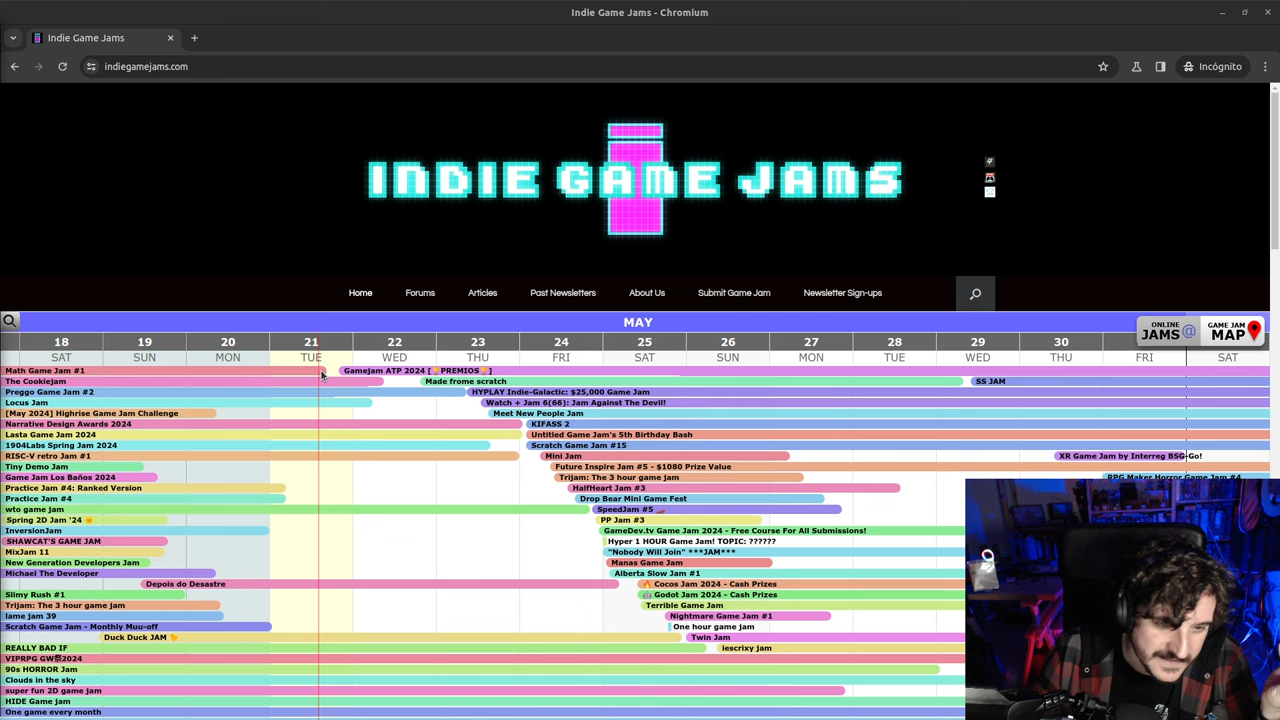 Indie Game Jams - Chromium
Indie Game Jams
indiegamejams.com
Incógnito
INDIE GAME JAMS
Home Forums Articles Past Newsletters About Us Submit Game Jam Newsletter Sign-ups
MAY
ONLINE JAMS @ GAME JAM MAP
18 19 20 21 22 23 24 25 26 27 28 29 30
SAT SUN MON TUE WED THU FRI SAT SUN MON TUE WED THU FRI SAT
Math Game Jam #1 Gamejam ATP 2024 [🏆PREMIOS🏆]
The Cookiejam Made frome scratch SS JAM
Preggo Game Jam #2 HYPLAY Indie-Galactic: $25,000 Game Jam
Locus Jam Watch + Jam 6(66): Jam Against The Devil!
[May 2024] Highrise Game Jam Challenge Meet New People Jam
Narrative Design Awards 2024 KIFASS 2
Lasta Game Jam 2024 Untitled Game Jam's 5th Birthday Bash
1904Labs Spring Jam 2024 Scratch Game Jam #15
RISC-V retro Jam #1 Mini Jam XR Game Jam by Interreg BSG-Go!
Tiny Demo Jam Future Inspire Jam #5 - $1080 Prize Value
Game Jam Los Baños 2024 Trijam: The 3 hour game jam RPG Maker Horror Game Jam #4
Practice Jam #4: Ranked Version HalfHeart Jam #3
Practice Jam #4 Drop Bear Mini Game Fest
wto game jam SpeedJam #5
Spring 2D Jam '24 PP Jam #3
InversionJam GameDev.tv Game Jam 2024 - Free Course For All Submissions!
SHAWCAT'S GAME JAM Hyper 1 HOUR Game Jam! TOPIC: ??????
MixJam 11 "Nobody Will Join" ***JAM***
New Generation Developers Jam Manas Game Jam
Michael The Developer Alberta Slow Jam #1
Depois do Desastre 🔥 Cocos Jam 2024 - Cash Prizes
Slimy Rush #1 🤖 Godot Jam 2024 - Cash Prizes
Trijam: The 3 hour game jam Terrible Game Jam
lame jam 39 Nightmare Game Jam #1
Scratch Game Jam - Monthly Muu-off One hour game jam
Duck Duck JAM Twin Jam
REALLY BAD IF iescrixy jam
VIPRPG GW祭2024
90s HORROR Jam
Clouds in the sky
super fun 2D game jam
HIDE Game jam
One game every month